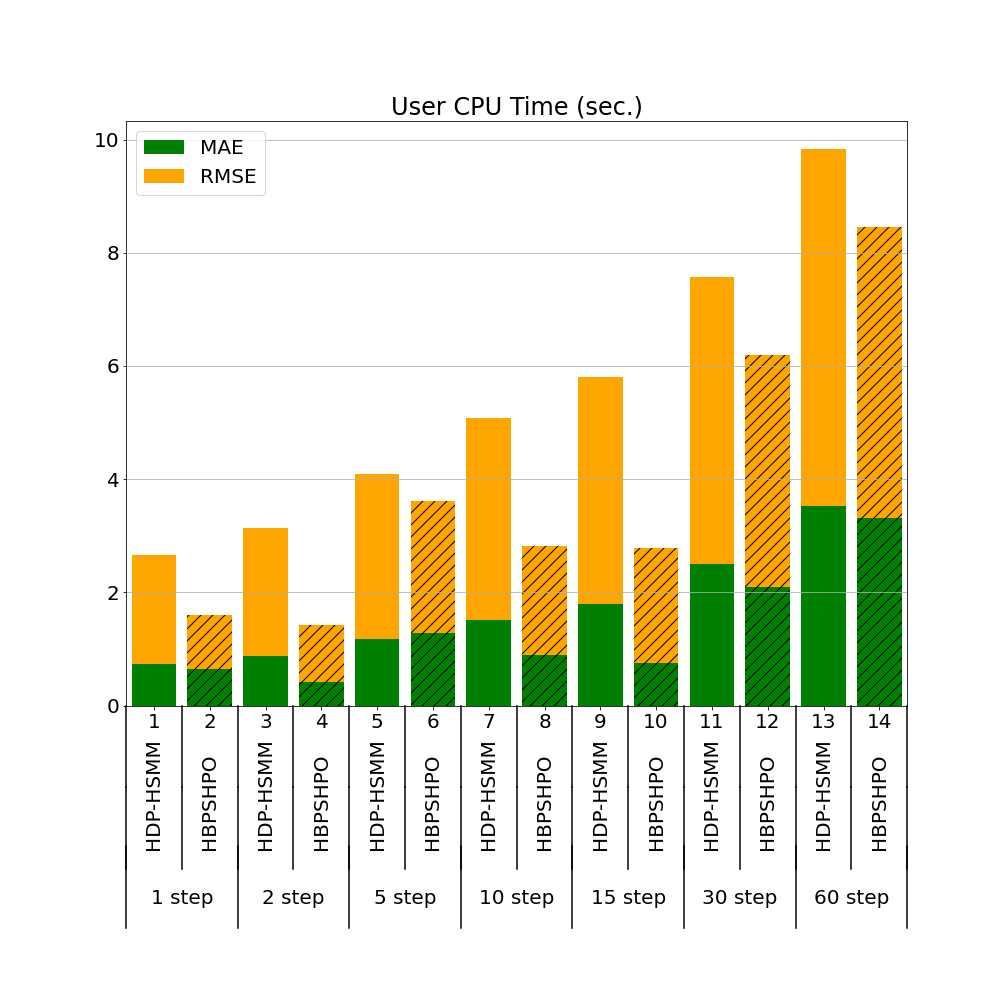 User CPU Time (sec.)
MAE
RMSE
10
8
6
4
2
0
1 2 3 4 5 6 7 8 9 10 11 12 13 14
HDP-HSMM HBPSHPO HDP-HSMM HBPSHPO HDP-HSMM HBPSHPO HDP-HSMM HBPSHPO HDP-HSMM HBPSHPO HDP-HSMM HBPSHPO HDP-HSMM HBPSHPO
1 step 2 step 5 step 10 step 15 step 30 step 60 step